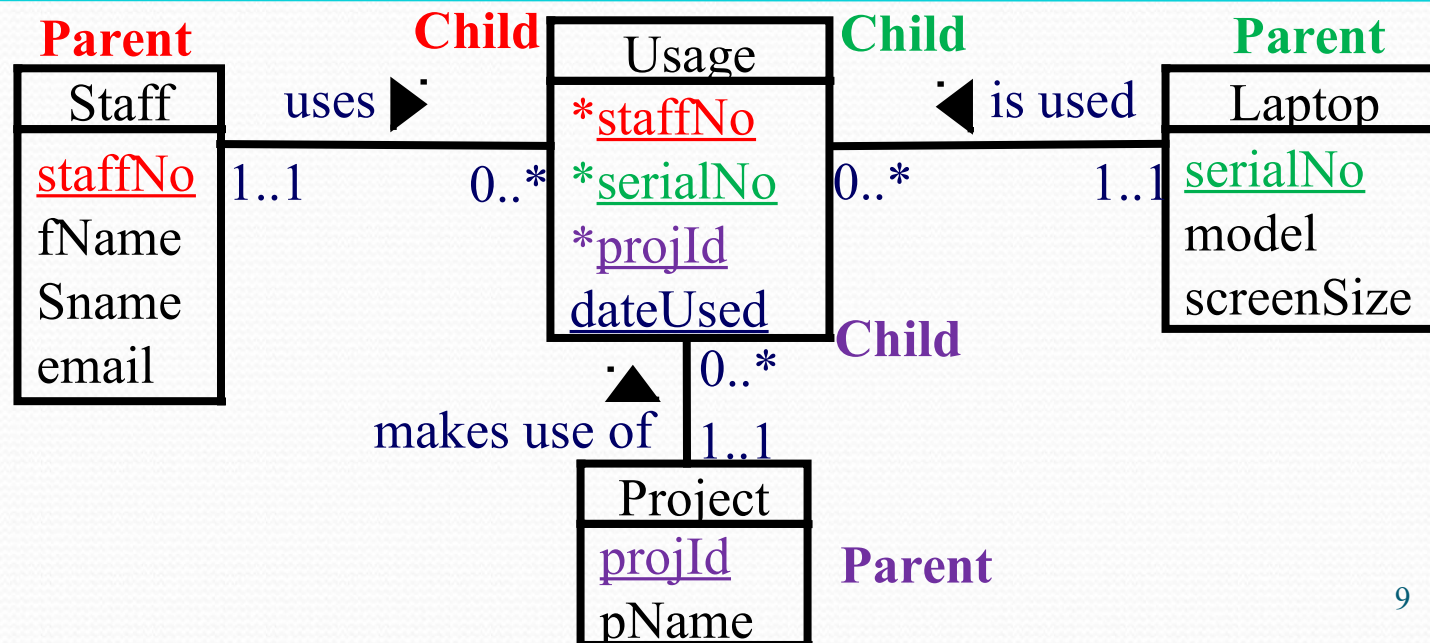 Parent
Staff
staffNo
fName
Sname
email
uses
1..1
0..*
Child
Usage
*staffNo
*serialNo
*projId
dateUsed
Child
is used
0..*
1..1
Parent
Laptop
serialNo
model
screenSize
Child
0..*
makes use of
1..1
Project
projId
pName
Parent
9